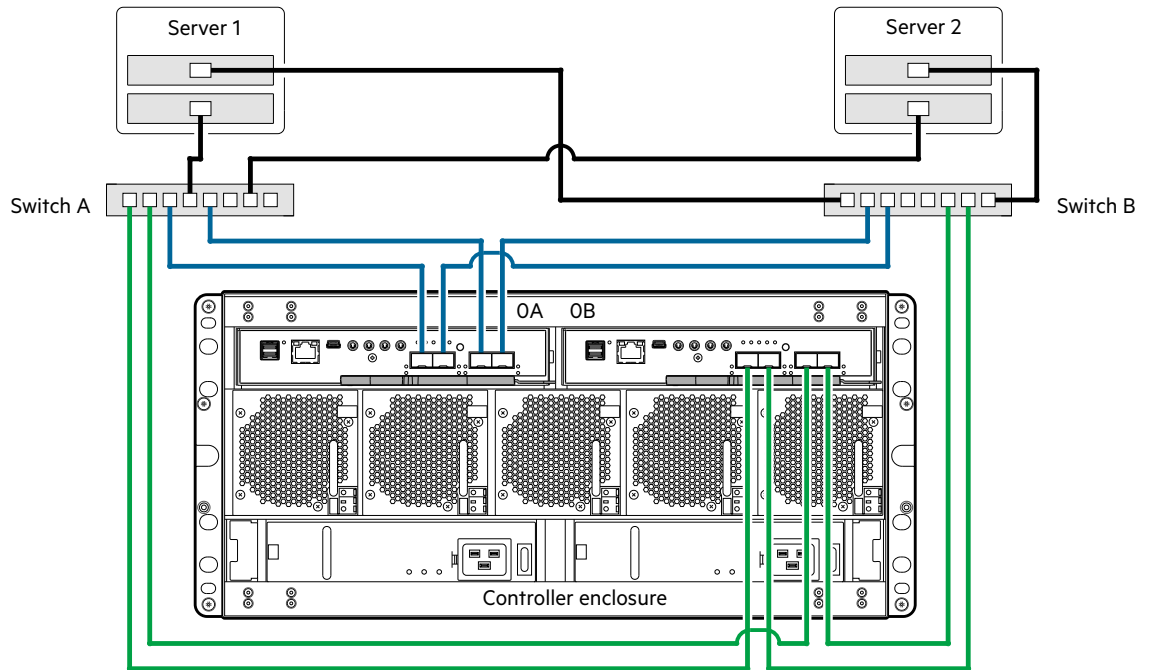 Server 1
Server 2
Switch A
Switch B
0A
0B
Controller enclosure